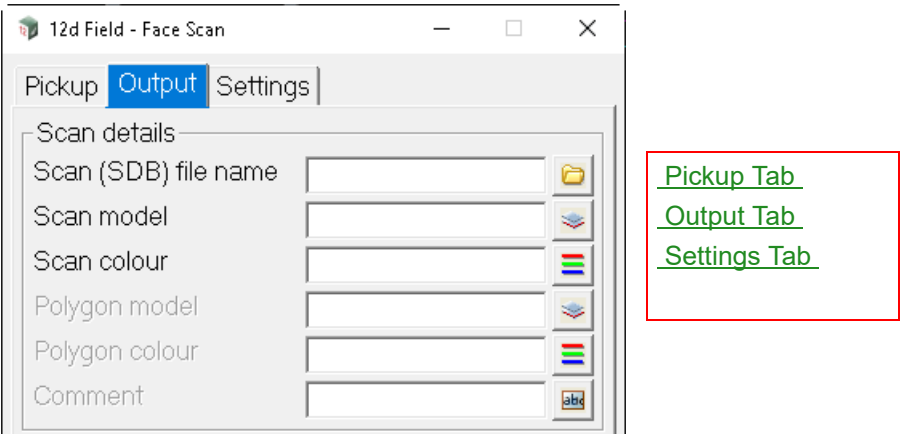 12d Field - Face Scan
Pickup Output Settings
Scan details
Scan (SDB) file name
Scan model
Scan colour
Polygon model
Polygon colour
Comment
abc
Pickup Tab
Output Tab
Settings Tab